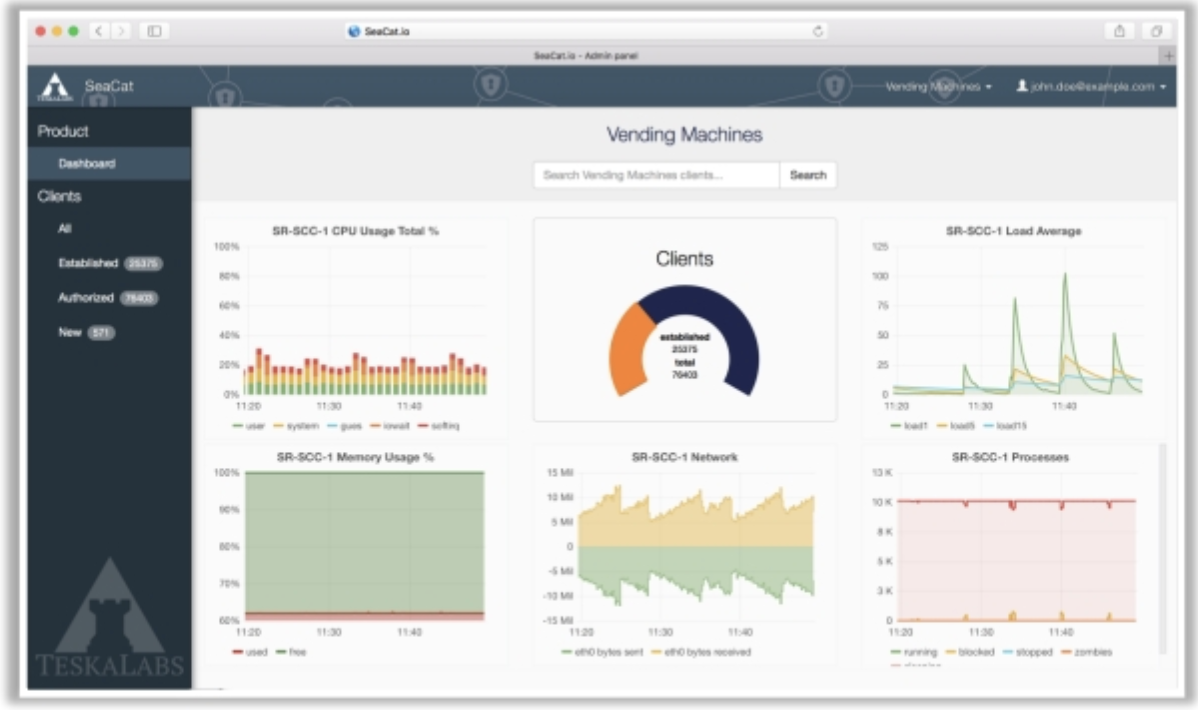 SeaCat.io
SeaCat.io - Admin panel
TESKALABS
SeaCat
Vending Machines
john.doe@example.com
Product
Dashboard
Clients
All
Established 25375
Authorized 76403
New 571
TESKALABS
Vending Machines
Search Vending Machines clients...
Search
SR-SCC-1 CPU Usage Total %
100%
80%
60%
40%
20%
0%
11:20 11:30 11:40
user system gues iowait softirq
Clients
established
25375
total
76403
SR-SCC-1 Load Average
125
100
75
50
25
0
11:20 11:30 11:40
load1 load5 load15
SR-SCC-1 Memory Usage %
100%
90%
80%
70%
60%
11:20 11:30 11:40
used free
SR-SCC-1 Network
15 Mil
10 Mil
5 Mil
0
-5 Mil
-10 Mil
-15 Mil
11:20 11:30 11:40
eth0 bytes sent eth0 bytes received
SR-SCC-1 Processes
13 K
10 K
8 K
5 K
3 K
0
11:20 11:30 11:40
running blocked stopped zombies